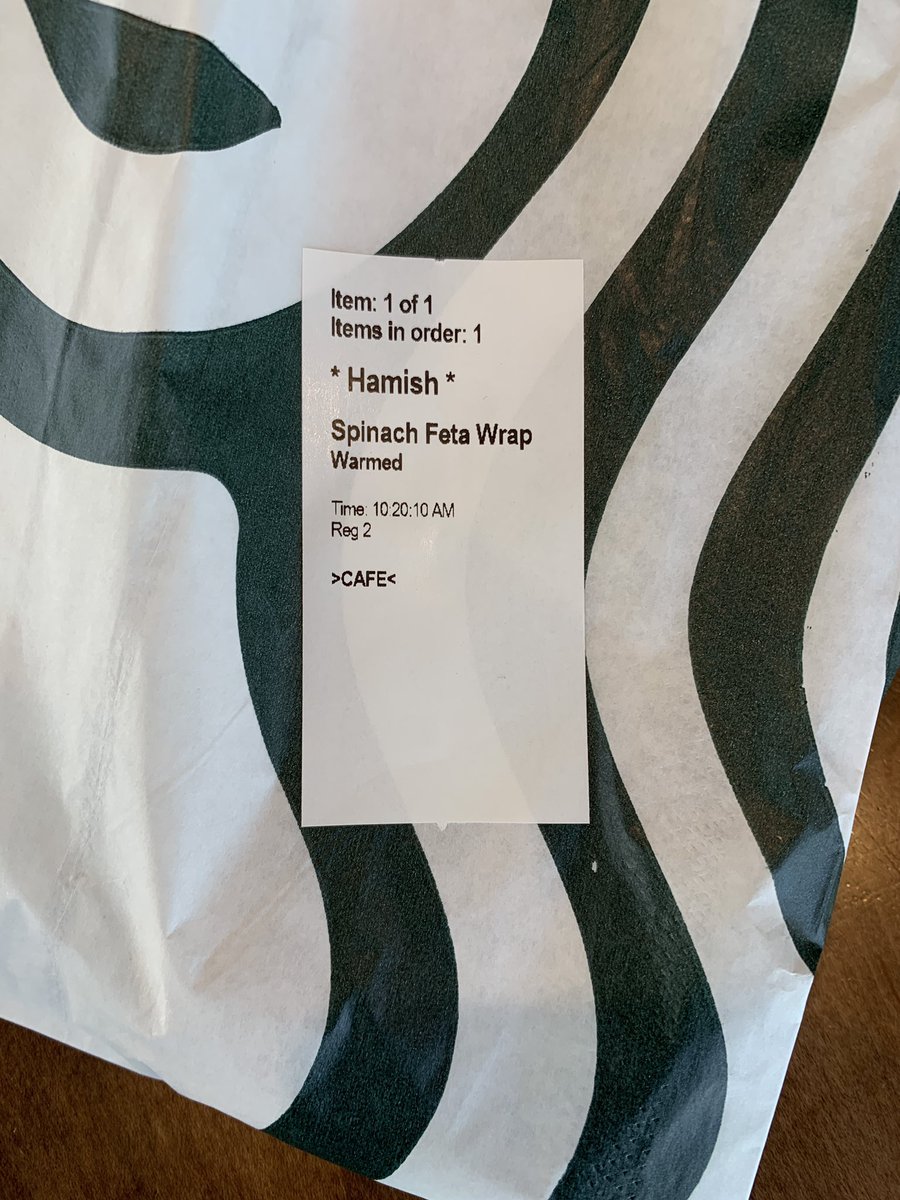 Item: 1 of 1
Items in order: 1
* Hamish *
Spinach Feta Wrap
Warmed
Time: 10:20:10 AM
Reg 2
>CAFE<